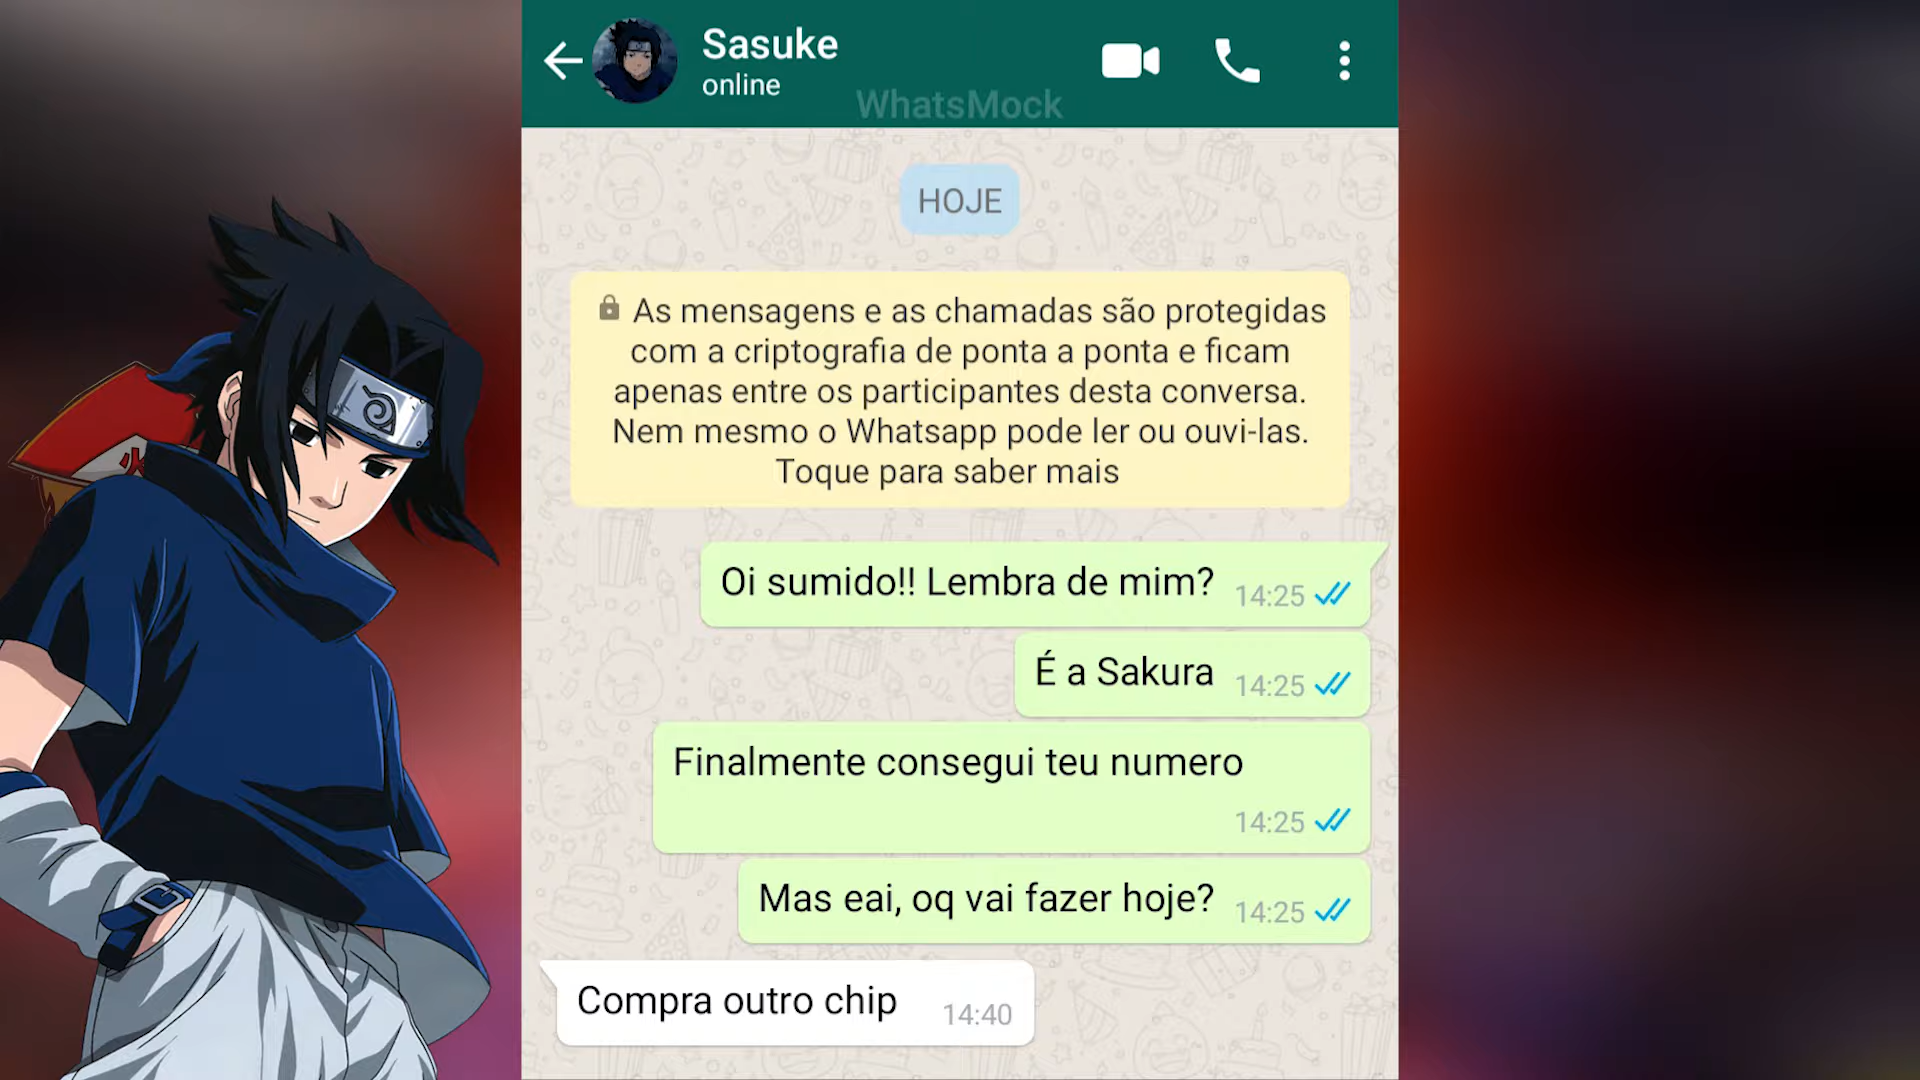 Sasuke
online
WhatsMock
HOJE
As mensagens e as chamadas são protegidas
com a criptografia de ponta a ponta e ficam
apenas entre os participantes desta conversa.
Nem mesmo o Whatsapp pode ler ou ouvi-las.
Toque para saber mais
Oi sumido!! Lembra de mim? 14:25
É a Sakura 14:25
Finalmente consegui teu numero
14:25
Mas eai, oq vai fazer hoje? 14:25
Compra outro chip 14:40